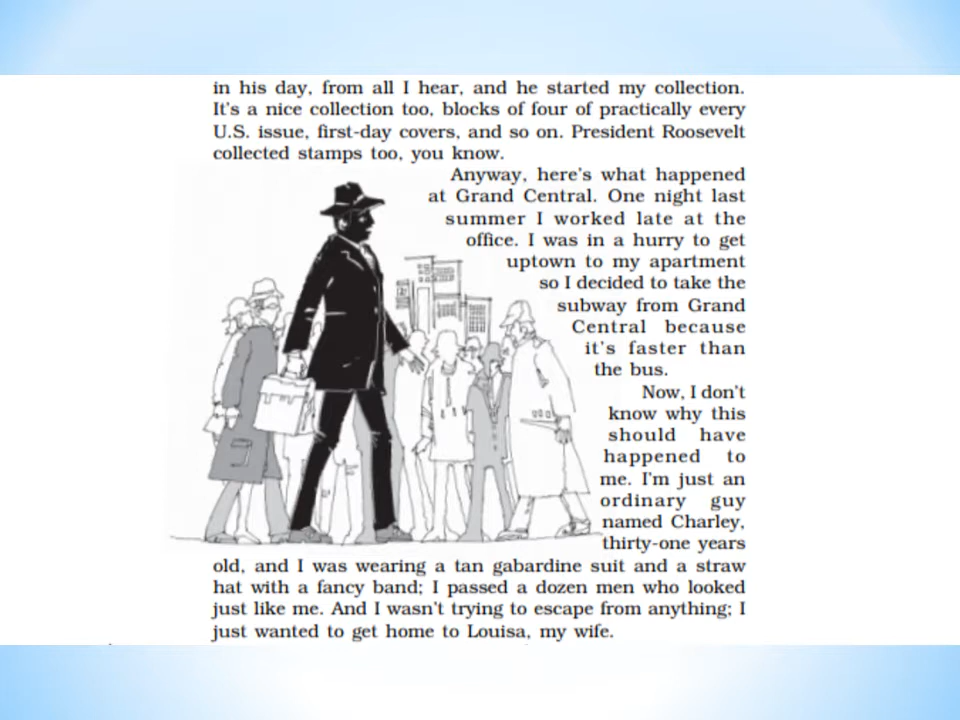 in his day, from all I hear, and he started my collection.
It's a nice collection too, blocks of four of practically every
U.S. issue, first-day covers, and so on. President Roosevelt
collected stamps too, you know.
Anyway, here's what happened
at Grand Central. One night last
summer I worked late at the
office. I was in a hurry to get
uptown to my apartment
so I decided to take the
subway from Grand
Central because
it's faster than
the bus.
Now, I don't
know why this
should have
happened to
me. I'm just an
ordinary guy
named Charley,
thirty-one years
old, and I was wearing a tan gabardine suit and a straw
hat with a fancy band; I passed a dozen men who looked
just like me. And I wasn't trying to escape from anything; I
just wanted to get home to Louisa, my wife.